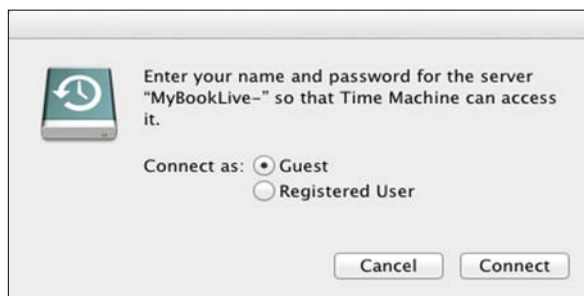 Enter your name and password for the server
“MyBookLive-” so that Time Machine can access
it.
Connect as: Guest
Registered User
Cancel Connect